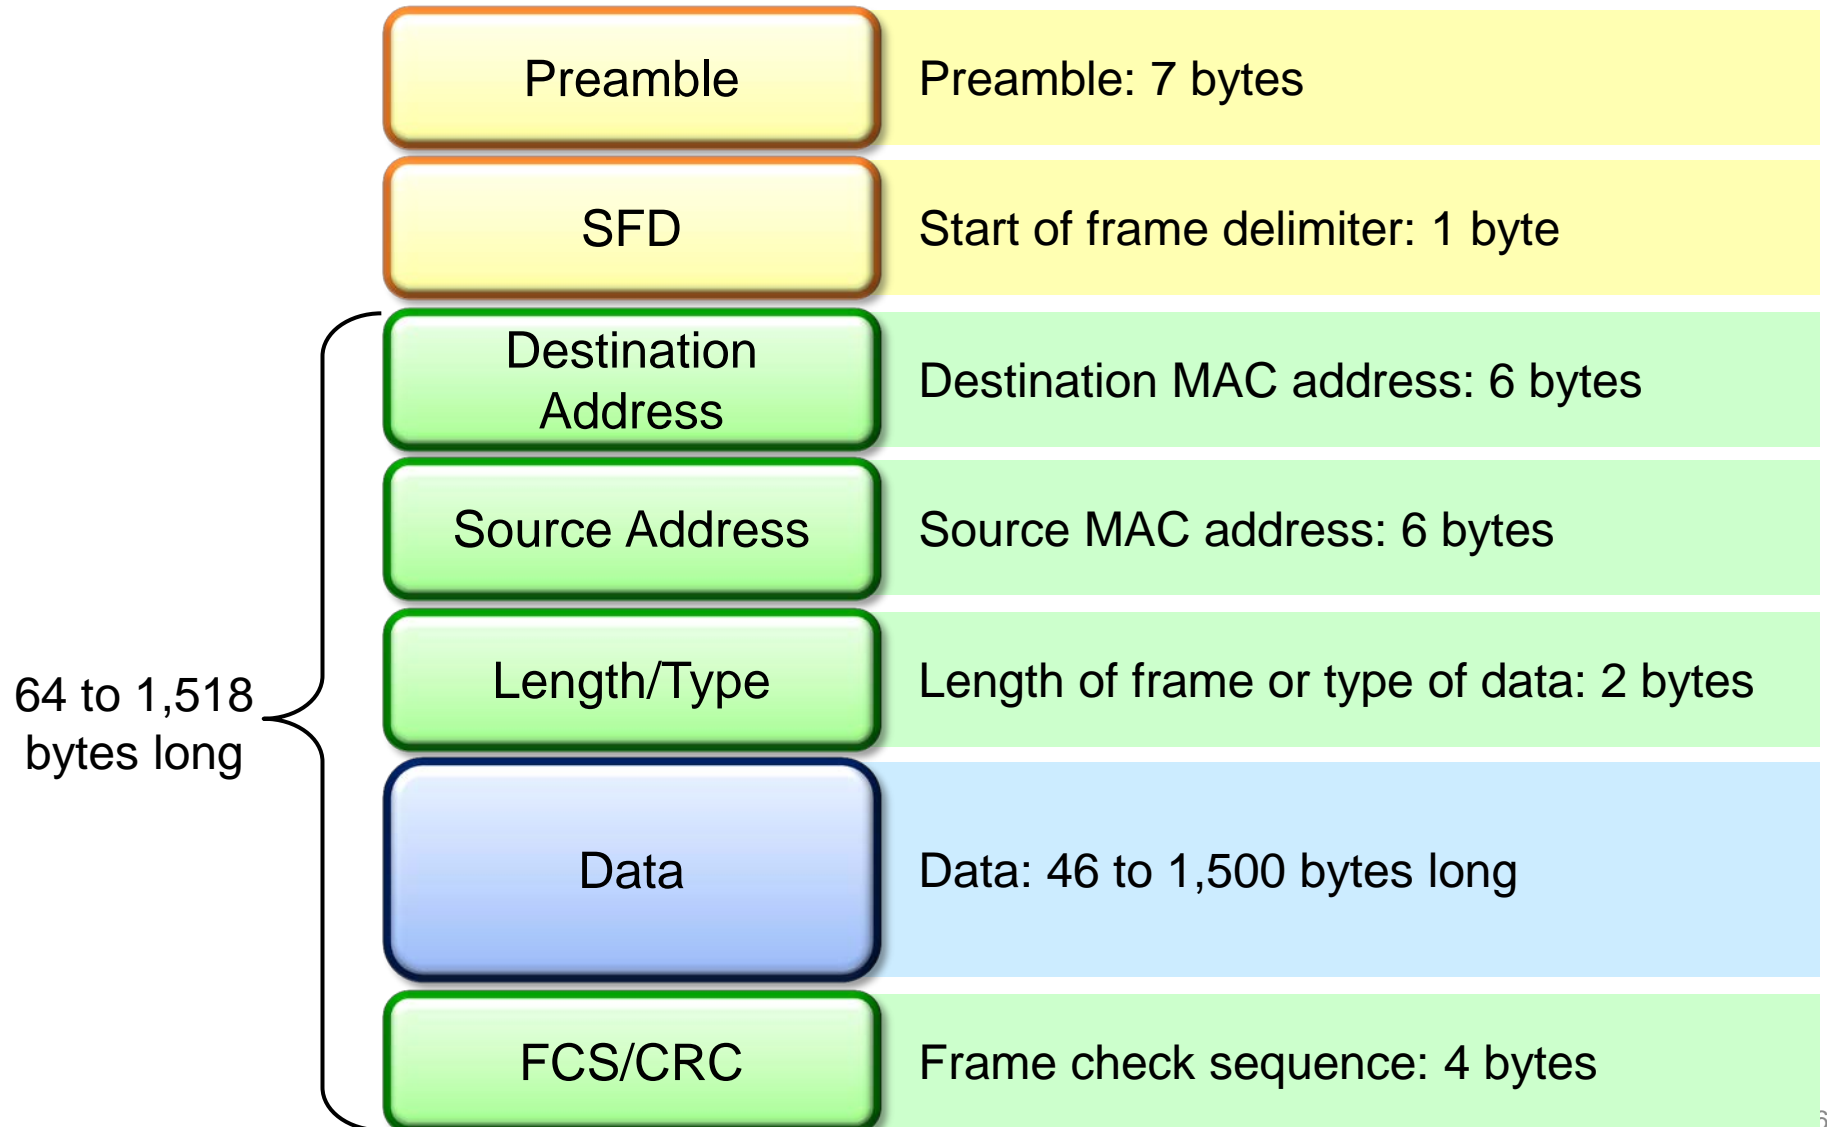 Preamble
Preamble: 7 bytes
SFD
Start of frame delimiter: 1 byte
Destination
Address
Destination MAC address: 6 bytes
Source Address
Source MAC address: 6 bytes
Length/Type
Length of frame or type of data: 2 bytes
64 to 1,518
bytes long
Data
Data: 46 to 1,500 bytes long
FCS/CRC
Frame check sequence: 4 bytes